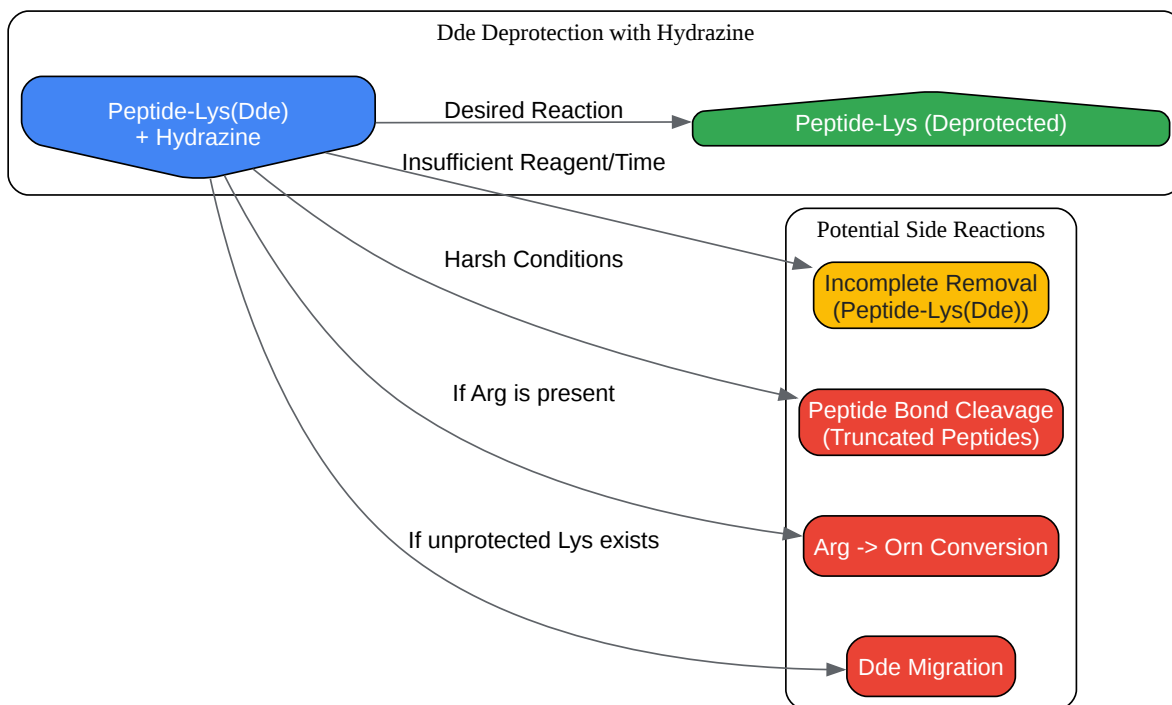 Dde Deprotection with Hydrazine
Peptide-Lys(Dde)
+ Hydrazine
Desired Reaction
Peptide-Lys (Deprotected)
Insufficient Reagent/Time
Potential Side Reactions
Harsh Conditions
Incomplete Removal
(Peptide-Lys(Dde))
If Arg is present
Peptide Bond Cleavage
(Truncated Peptides)
If unprotected Lys exists
Arg -> Orn Conversion
Dde Migration